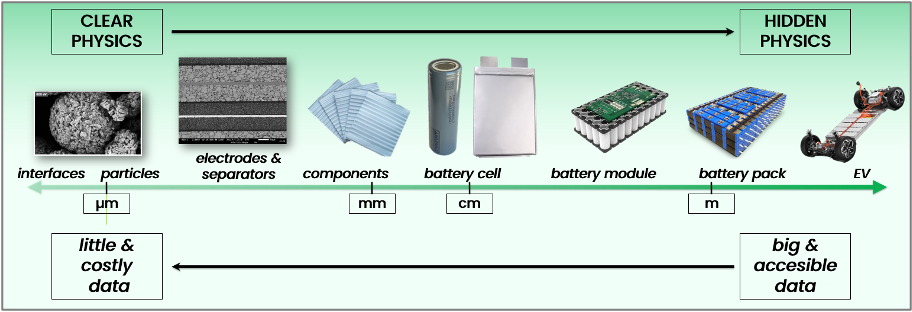 CLEAR
PHYSICS
HIDDEN
PHYSICS
interfaces
particles
electrodes &
separators
components
battery cell
battery module
battery pack
EV
µm
mm
cm
m
little &
costly
data
big &
accesible
data